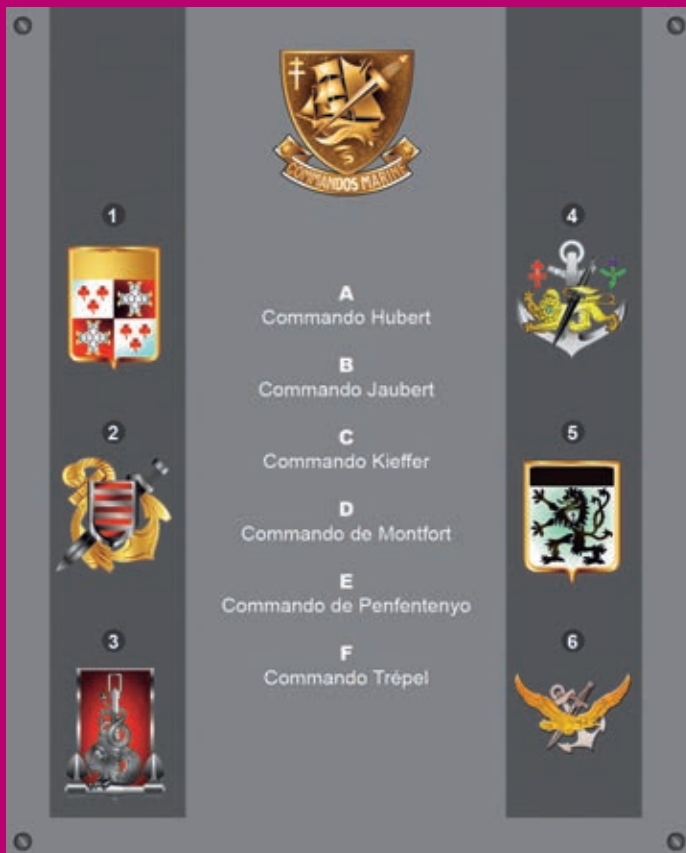 COMMANDOS MARINE
1
4
A
Commando Hubert
B
Commando Jaubert
2
5
C
Commando Kieffer
D
Commando de Montfort
E
Commando de Penfentenyo
3
6
F
Commando Trépel